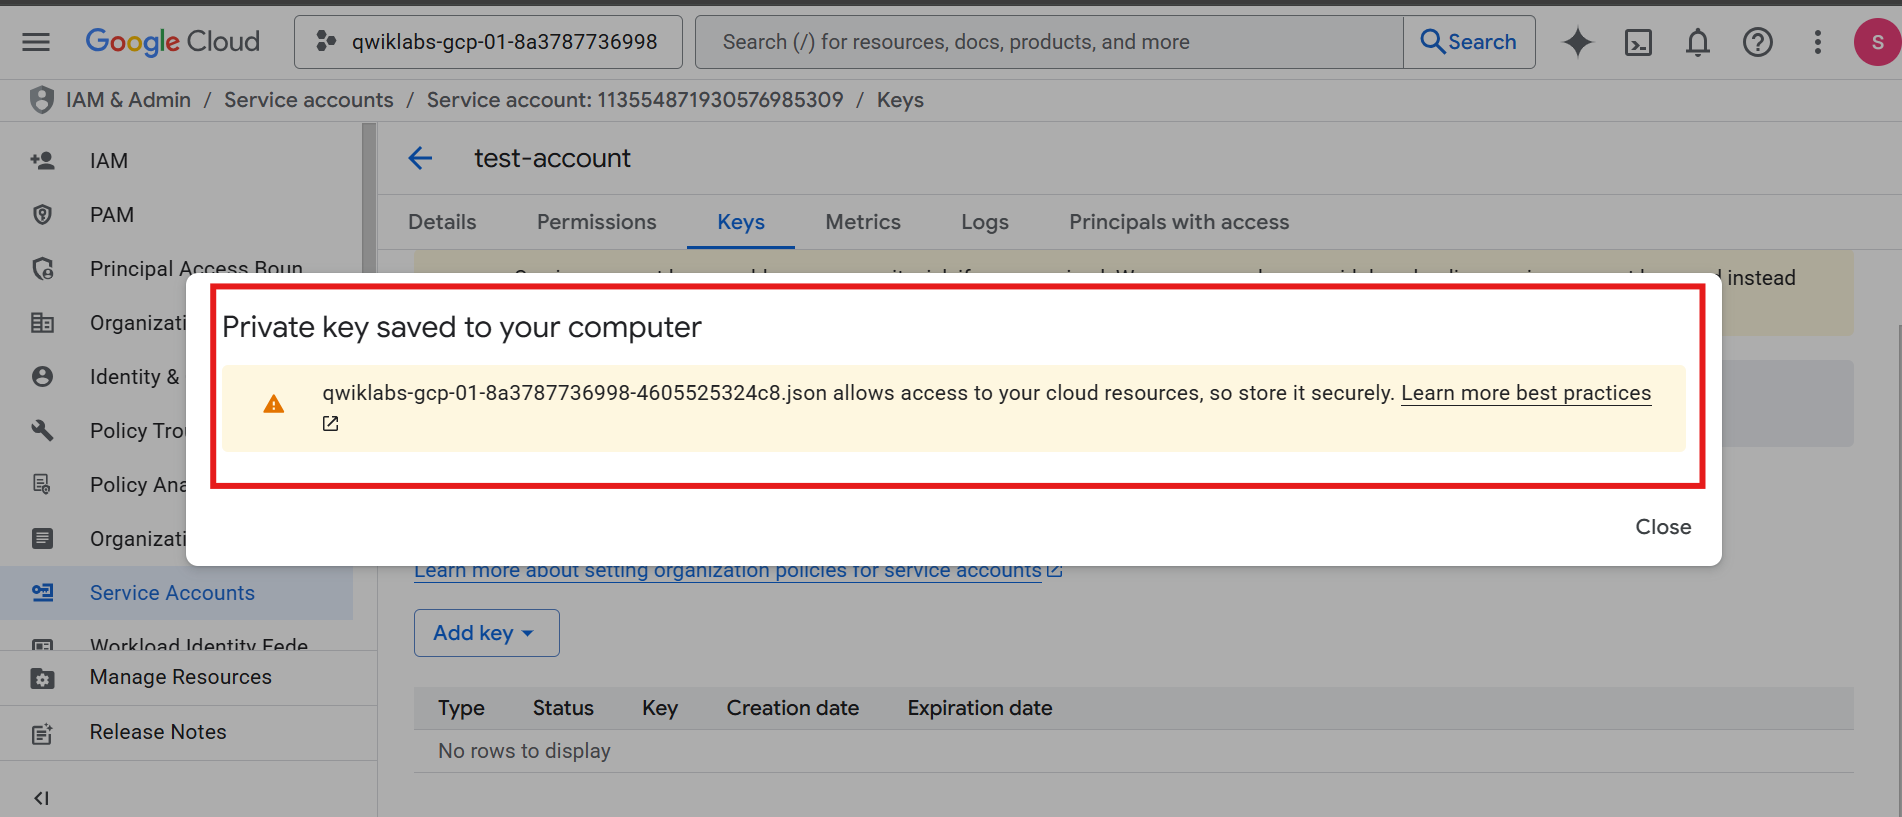 Google Cloud
qwiklabs-gcp-01-8a3787736998
Search (/) for resources, docs, products, and more
Search
S
IAM & Admin / Service accounts / Service account: 113554871930576985309 / Keys
IAM
PAM
Principal Access Boun
Organizati
Identity &
Policy Tro
Policy Ana
Organizati
Service Accounts
Workload Identity Fede
Manage Resources
Release Notes
test-account
Details Permissions Keys Metrics Logs Principals with access
instead
Private key saved to your computer
qwiklabs-gcp-01-8a3787736998-4605525324c8.json allows access to your cloud resources, so store it securely. Learn more best practices
Close
Learn more about setting organization policies for service accounts
Add key
Type Status Key Creation date Expiration date
No rows to display